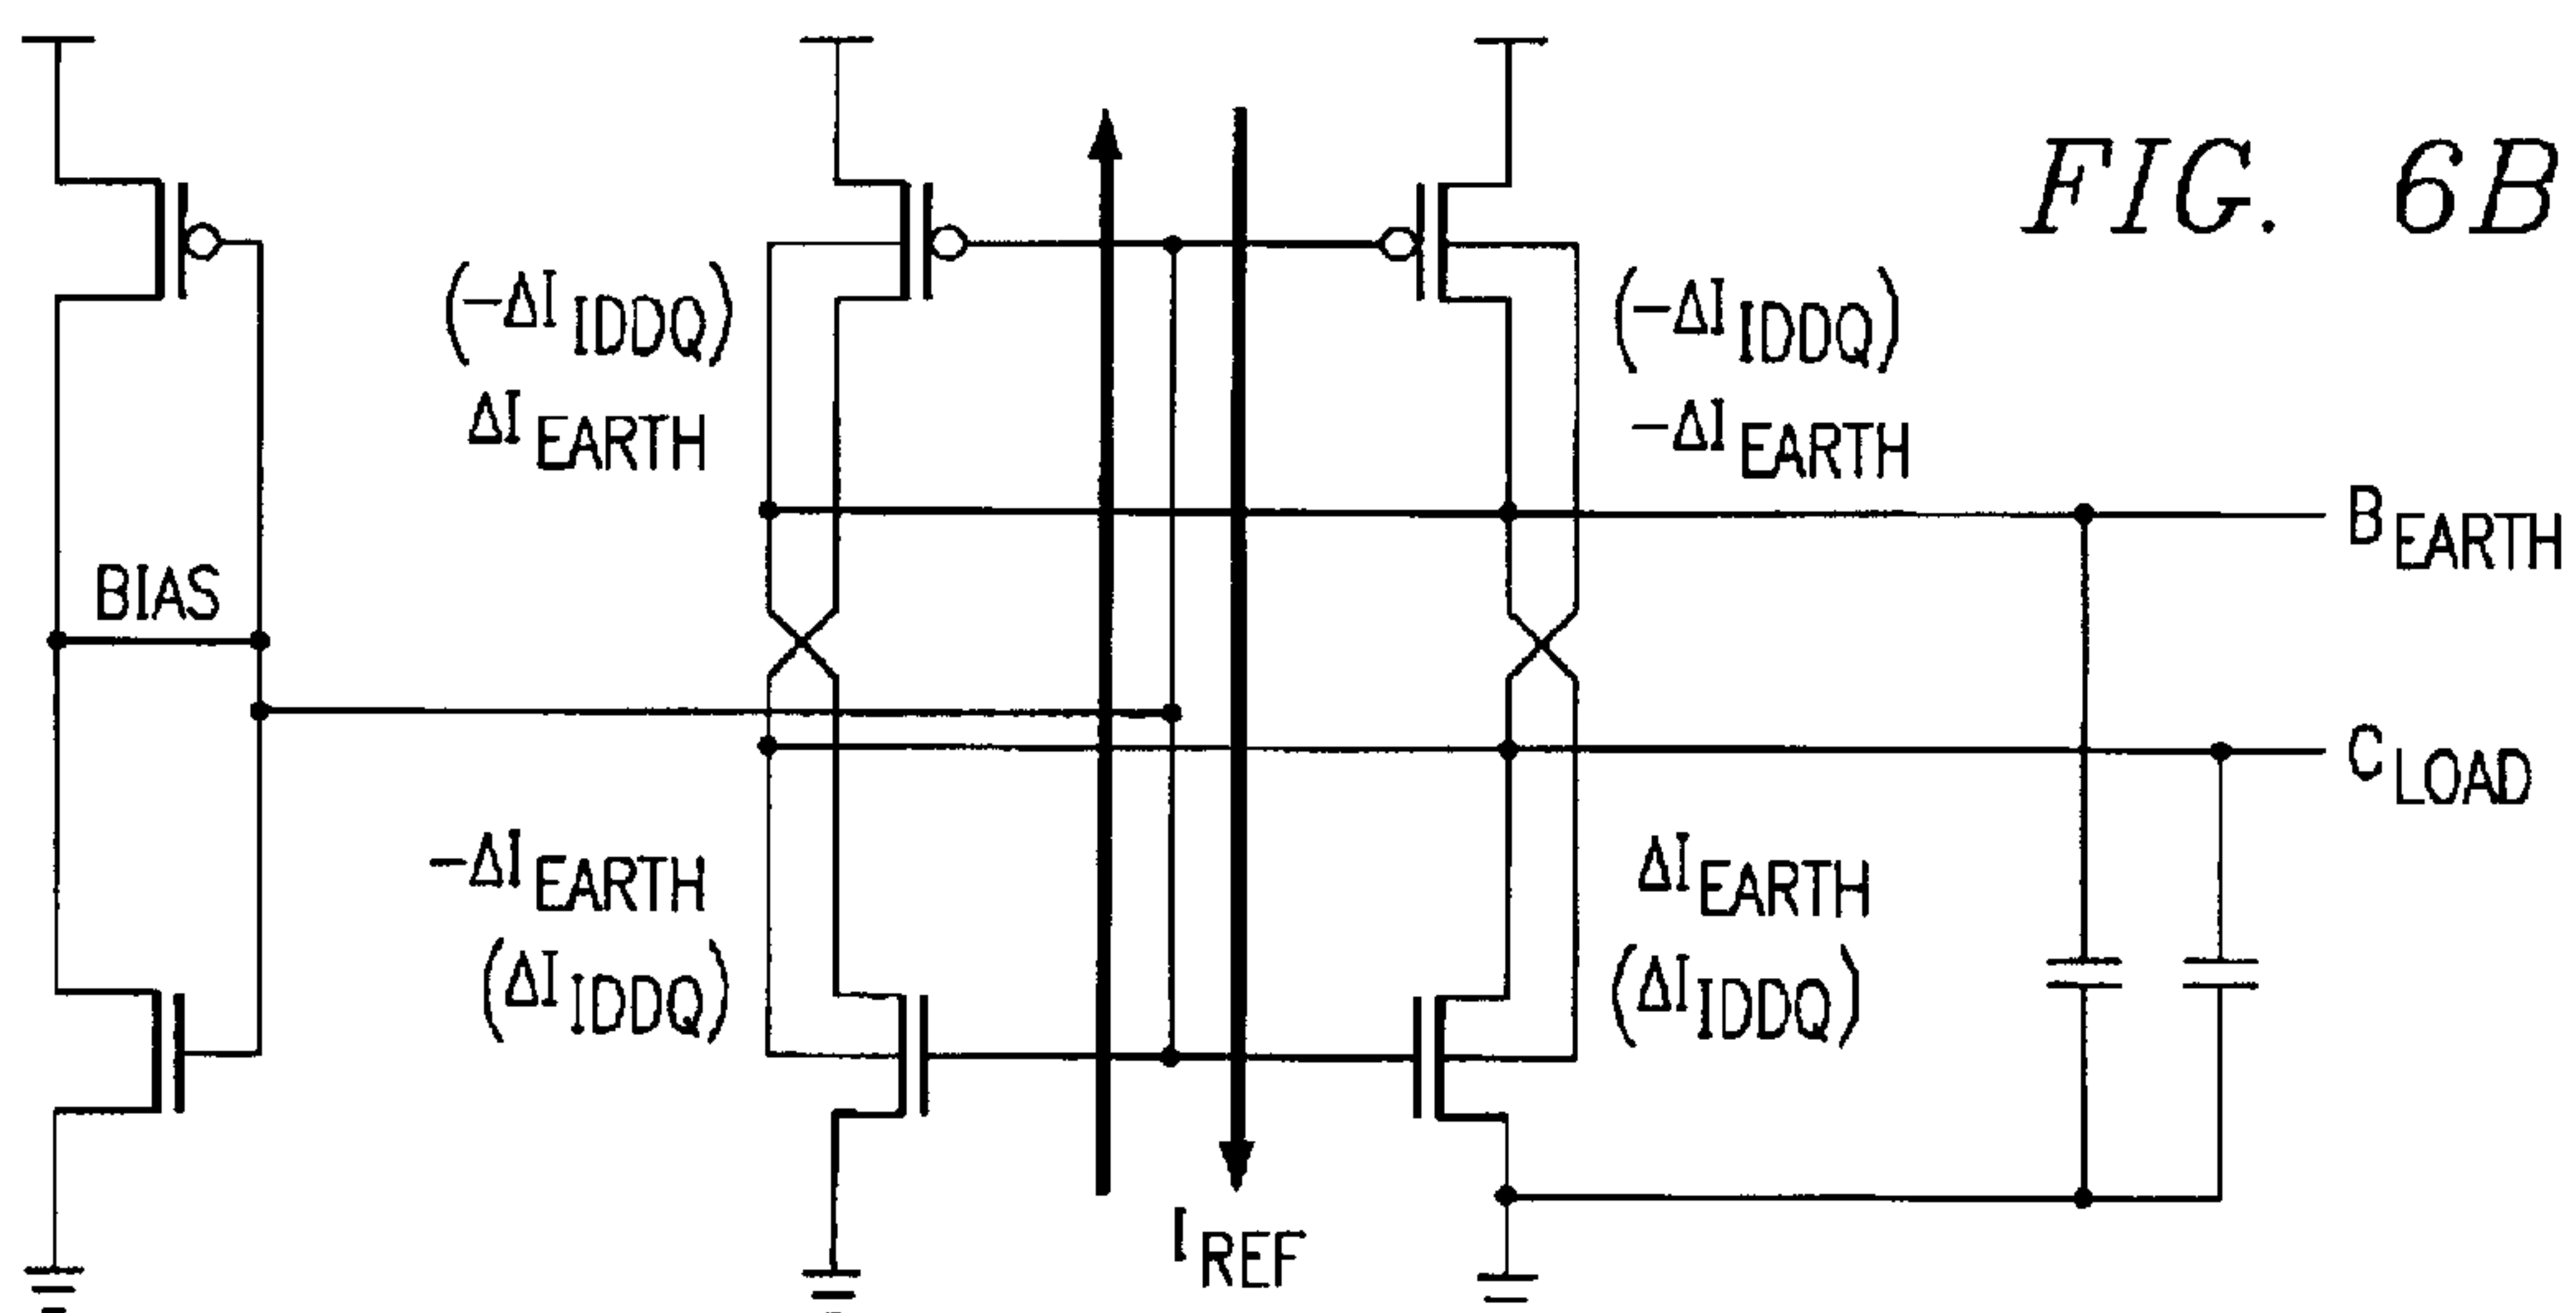 FIG. 6B
(-ΔI IDDQ)
ΔI EARTH
(-ΔI IDDQ)
-ΔI EARTH
B EARTH
BIAS
C LOAD
-ΔI EARTH
(ΔI IDDQ)
ΔI EARTH
(ΔI IDDQ)
I REF